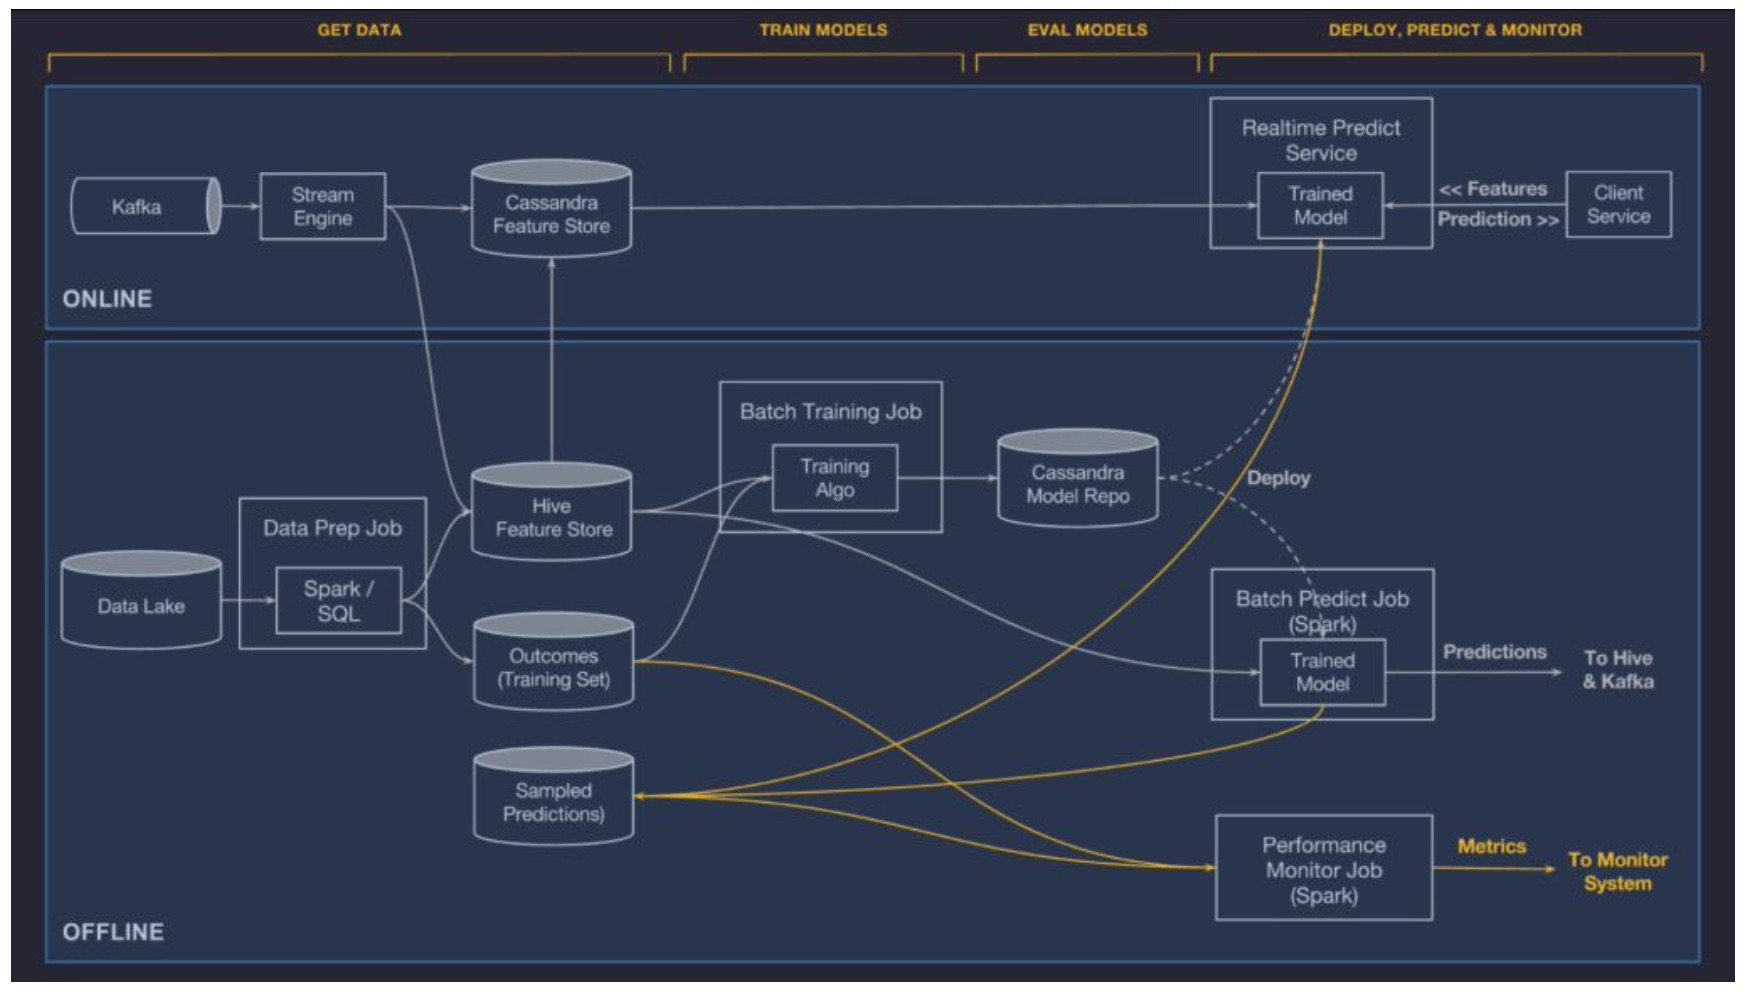 GET DATA
TRAIN MODELS
EVAL MODELS
DEPLOY, PREDICT & MONITOR
Kafka
Stream
Engine
Cassandra
Feature Store
Realtime Predict
Service
Trained
Model
<< Features
Prediction >>
Client
Service
ONLINE
Data Lake
Data Prep Job
Spark /
SQL
Hive
Feature Store
Outcomes
(Training Set)
Sampled
Predictions)
Batch Training Job
Training
Algo
Cassandra
Model Repo
Deploy
Batch Predict Job
(Spark)
Trained
Model
Predictions
To Hive
& Kafka
Performance
Monitor Job
(Spark)
Metrics
To Monitor
System
OFFLINE